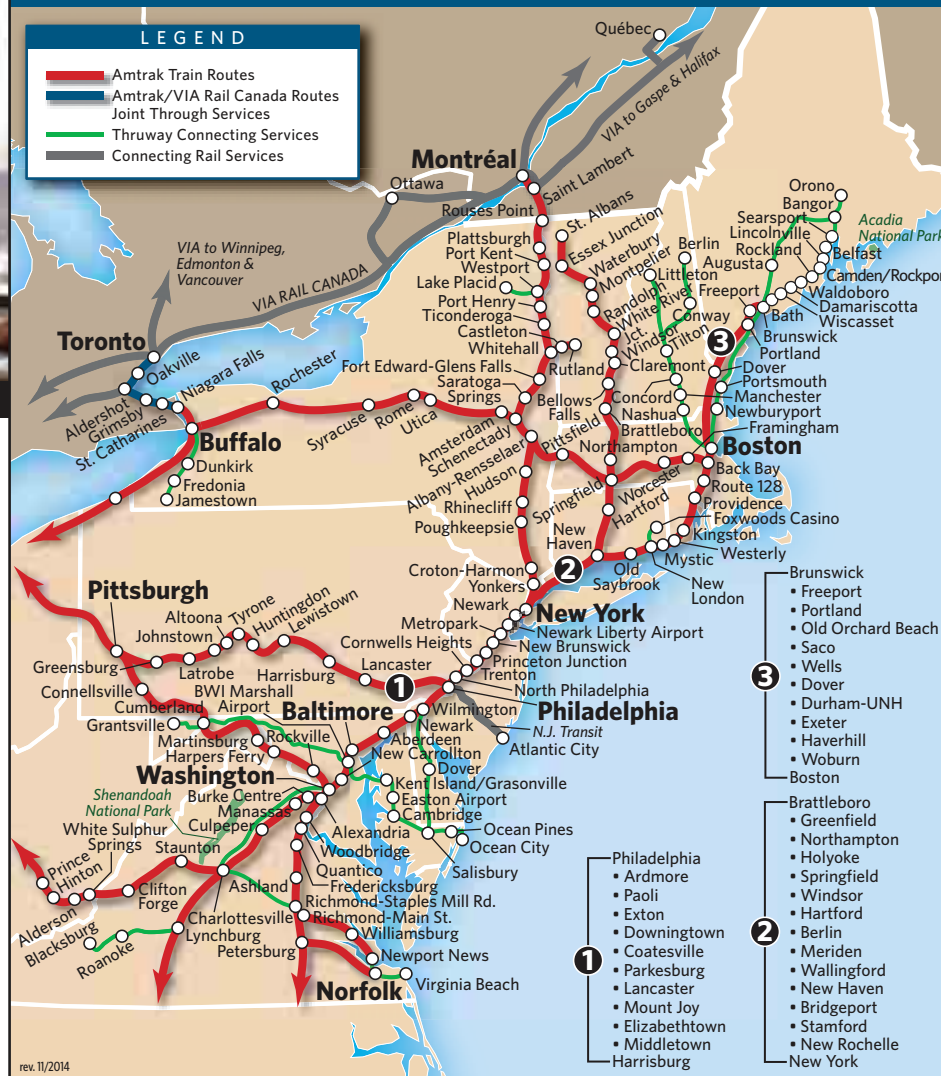 LEGEND
Amtrak Train Routes
Amtrak/VIA Rail Canada Routes
Joint Through Services
Thruway Connecting Services
Connecting Rail Services
Québec
VIA to Gaspe & Halifax
Montréal
Saint Lambert
Ottawa
Rouses Point
St. Albans
Essex Junction
VIA to Winnipeg,
Edmonton &
Vancouver
VIA RAIL CANADA
Plattsburgh
Port Kent
Westport
Lake Placid
Port Henry
Ticonderoga
Castleton
Whitehall
Rutland
Fort Edward-Glens Falls
Saratoga
Springs
Waterbury
Montpelier
Randolph
White River
Jct.
Windsor
Claremont
Bellows
Falls
Brattleboro
Northampton
Berlin
Littleton
Conway
Tilton
Concord
Nashua
Orono
Bangor
Searsport
Lincolnville
Rockland
Augusta
Freeport
Acadia
National Park
Belfast
Camden/Rockpor
Waldoboro
Damariscotta
Wiscasset
Bath
Brunswick
Portland
3
Dover
Portsmouth
Manchester
Newburyport
Framingham
Boston
Back Bay
Route 128
Providence
Foxwoods Casino
Kingston
Westerly
Mystic
New
London
Old
Saybrook
New
Haven
2
Toronto
Oakville
Aldershot
Grimsby
St. Catharines
Niagara Falls
Buffalo
Dunkirk
Fredonia
Jamestown
Rochester
Syracuse
Rome
Utica
Amsterdam
Schenectady
Albany-Rensselaer
Hudson
Rhinecliff
Poughkeepsie
Pittsfield
Springfield
Worcester
Hartford
Croton-Harmon
Yonkers
Newark
New York
Metropark
Newark Liberty Airport
New Brunswick
Cornwells Heights
Princeton Junction
Trenton
North Philadelphia
Philadelphia
N.J. Transit
Atlantic City
Pittsburgh
Greensburg
Connellsville
Latrobe
Johnstown
Altoona
Tyrone
Huntingdon
Lewistown
Harrisburg
Lancaster
1
Wilmington
Newark
Aberdeen
BWI Marshall
Airport
Baltimore
New Carrollton
Cumberland
Grantsville
Martinsburg
Harpers Ferry
Rockville
Washington
Dover
Kent Island/Grasonville
Easton Airport
Cambridge
Ocean Pines
Ocean City
Salisbury
Shenandoah
National Park
Burke Centre
Manassas
Culpeper
Alexandria
Woodbridge
Quantico
Fredericksburg
Ashland
Richmond-Staples Mill Rd.
Richmond-Main St.
Williamsburg
Newport News
Petersburg
Norfolk
Virginia Beach
White Sulphur
Springs
Staunton
Prince
Hinton
Alderson
Clifton
Forge
Charlottesville
Lynchburg
Blacksburg
Roanoke
Brunswick
• Freeport
• Portland
• Old Orchard Beach
• Saco
• Wells
3
• Dover
• Durham-UNH
• Exeter
• Haverhill
• Woburn
Boston
Brattleboro
• Greenfield
• Northampton
• Holyoke
• Springfield
• Windsor
• Hartford
2
• Berlin
• Meriden
• Wallingford
• New Haven
• Bridgeport
• Stamford
• New Rochelle
New York
Philadelphia
• Ardmore
• Paoli
• Exton
• Downingtown
1
• Coatesville
• Parkesburg
• Lancaster
• Mount Joy
• Elizabethtown
• Middletown
Harrisburg
rev. 11/2014